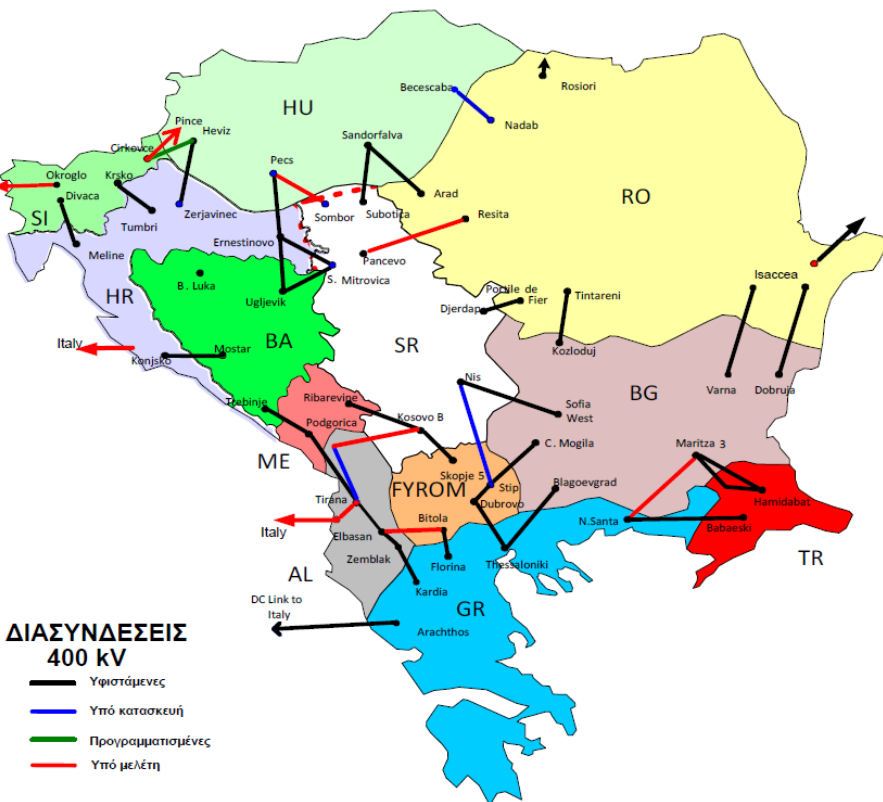 Rosiori
Becescaba
HU
Pince
Heviz
Nadab
Cirkovce
Sandorfalva
Pecs
Okroglo
Krsko
Divaca
Arad
RO
Zerjavinec
Sombor
Subotica
Resita
SI
Tumbri
Ernestinovo
Meline
Pancevo
S. Mitrovica
Isaccea
B. Luka
HR
Ugljevik
Portile de
Fier
Tintareni
Djerdap
BA
SR
Italy
Konjsko
Mostar
Kozloduj
Nis
BG
Varna
Dobruja
Ribarevine
Sofia
West
Trebinje
Kosovo B
Podgorica
C. Mogila
Maritza 3
ME
Skopje 5
FYROM
Stip
Blagoevgrad
Tirana
Dubrovo
Hamidabat
Italy
Bitola
Elbasan
N.Santa
Babaeski
Zemblak
Florina
Thessaloniki
TR
AL
Kardia
GR
DC Link to
Italy
Arachthos
ΔΙΑΣΥΝΔΕΣΕΙΣ
400 kV
Υφιστάμενες
Υπό κατασκευή
Προγραμματισμένες
Υπό μελέτη